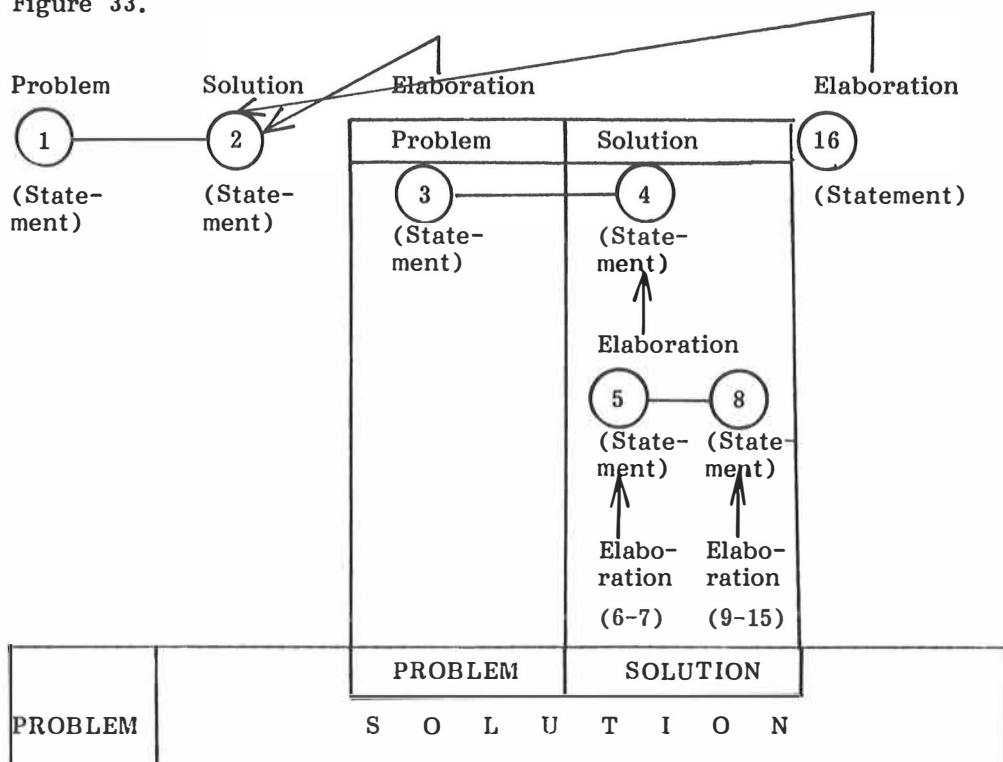 Figure 33.
Problem Solution Elaboration Elaboration
Problem Solution
1 2 16
(State- (State- (Statement)
ment) ment)
3 4
(State- (State-
ment) ment)
Elaboration
5 8
(State- (State-
ment) ment)
Elabo- Elabo-
ration ration
(6-7) (9-15)
PROBLEM SOLUTION
PROBLEM S O L U T I O N